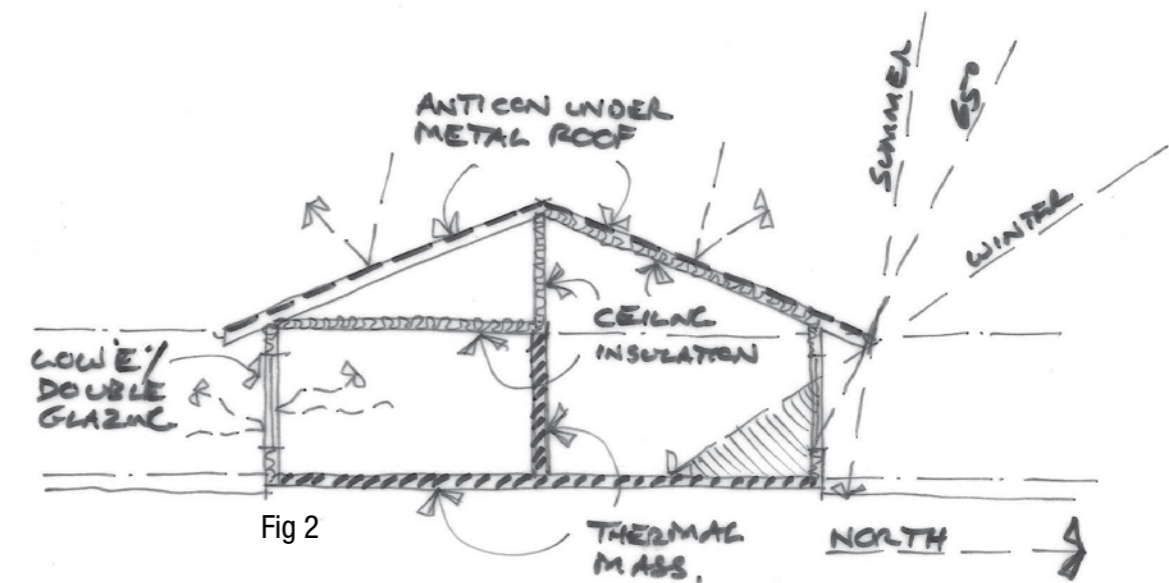 ANTICON UNDER
METAL ROOF
SUMMER
65°
WINTER
CEILING
INSULATION
LOW 'E'/
DOUBLE
GLAZING
Fig 2
THERMAL
MASS.
NORTH